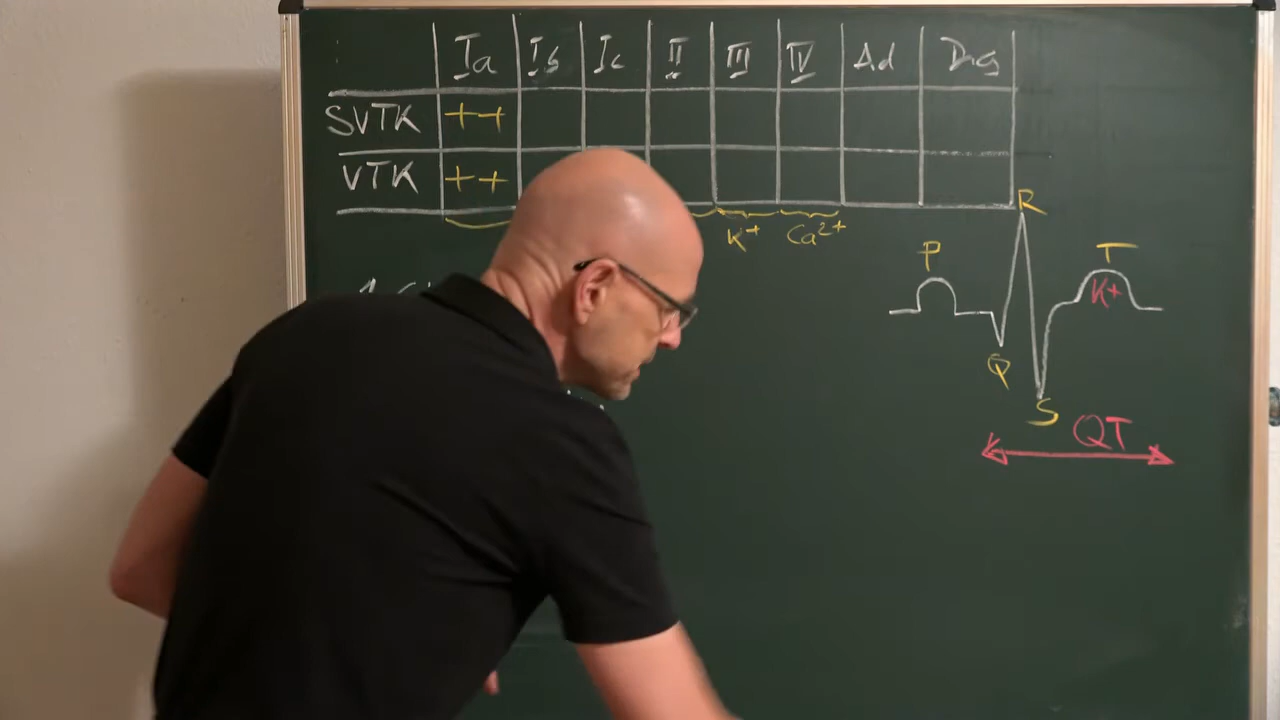 Ia Ib Ic II III IV Ad Dig
SVTK ++
VTK ++
K+ Ca²⁺
R
P
T
K+
Q
S
QT